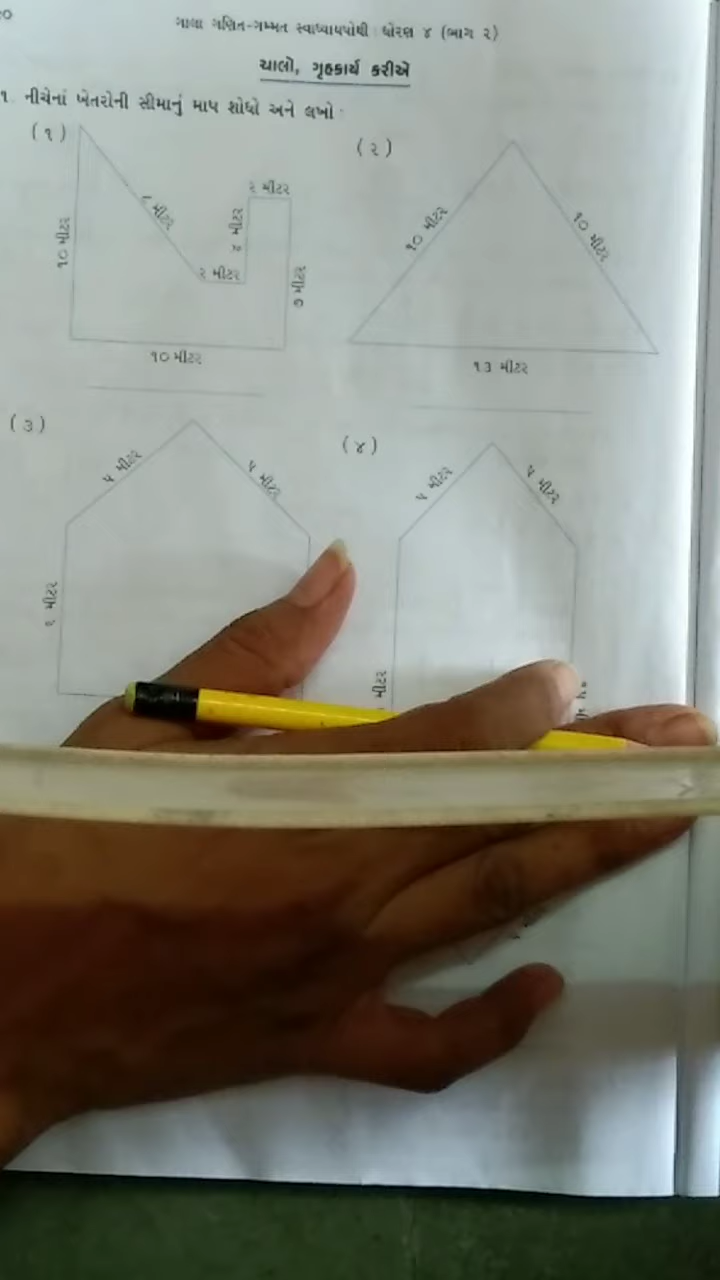 ૨૦
ગાલા ગણિત-ગમ્મત સ્વાધ્યાયપોથી : ધોરણ ૪ (ભાગ ૨)
ચાલો, ગૃહકાર્ય કરીએ
૧. નીચેનાં ખેતરોની સીમાનું માપ શોધો અને લખો :
(૧)
૧૦ મીટર
૮ મીટર
૨ મીટર
૪ મીટર
૨ મીટર
૭ મીટર
૧૦ મીટર
(૨)
૧૦ મીટર
૧૦ મીટર
૧૩ મીટર
(૩)
૫ મીટર
૫ મીટર
૬ મીટર
(૪)
૫ મીટર
૫ મીટર
મીટર